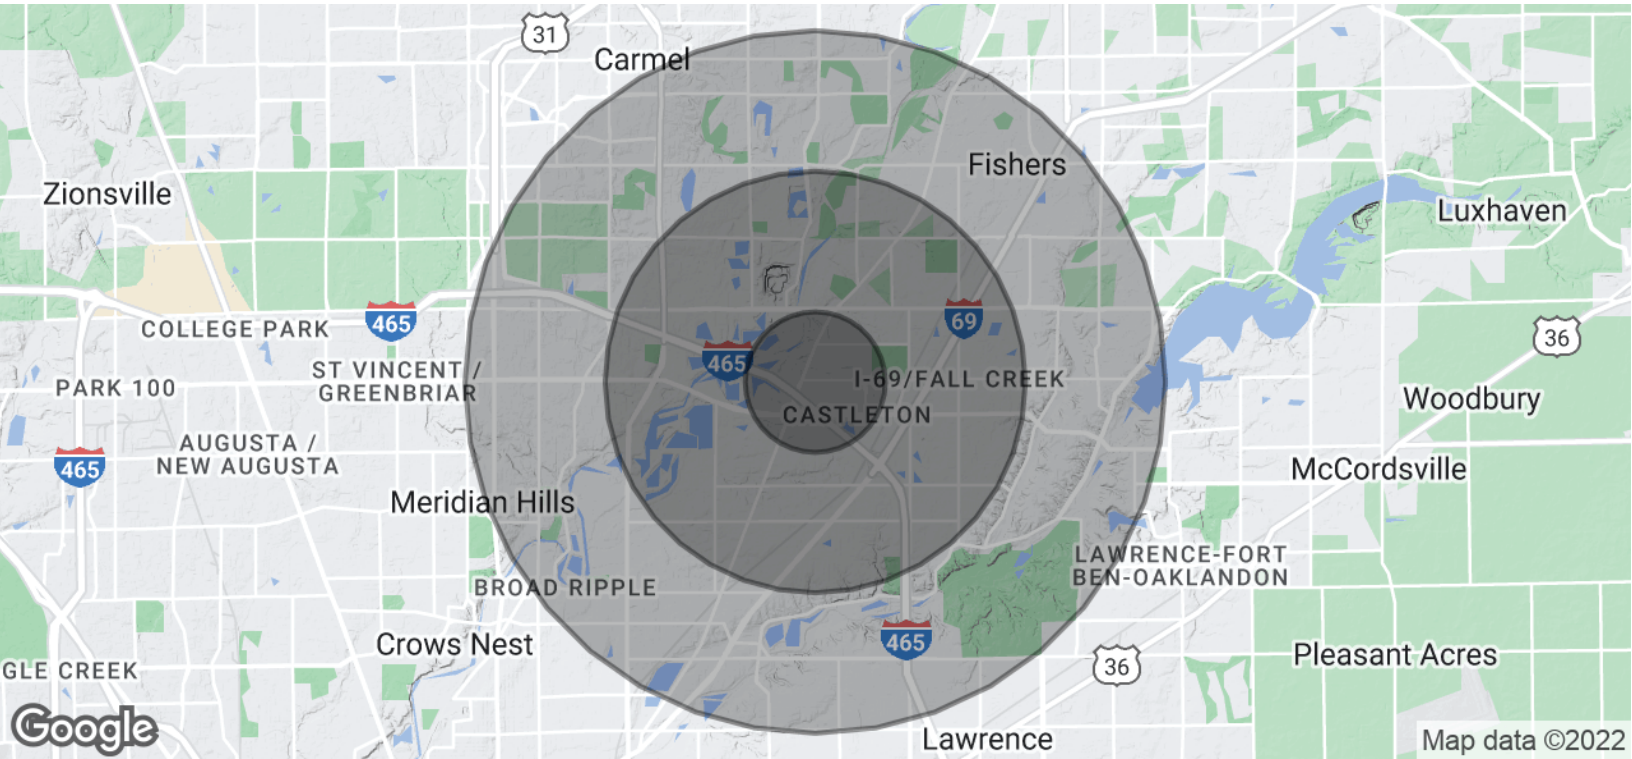 31
Carmel
Fishers
Zionsville
Luxhaven
COLLEGE PARK
465
69
36
ST VINCENT /
GREENBRIAR
465
I-69/FALL CREEK
PARK 100
CASTLETON
Woodbury
AUGUSTA /
NEW AUGUSTA
465
McCordsville
Meridian Hills
LAWRENCE-FORT
BEN-OAKLANDON
BROAD RIPPLE
Crows Nest
465
36
Pleasant Acres
GLE CREEK
Google
Lawrence
Map data ©2022